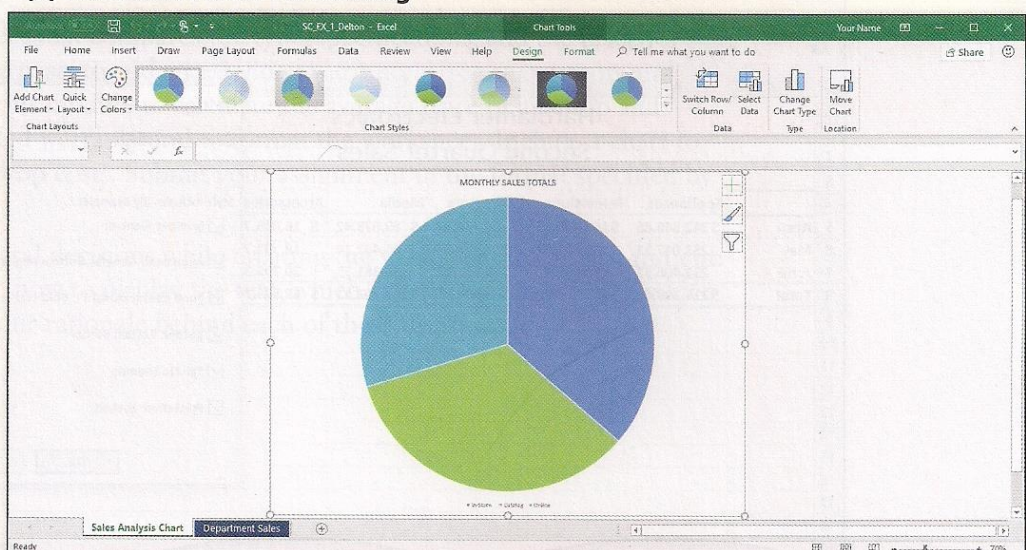 SC_EX_1_Delton - Excel
Chart Tools
Your Name
File Home Insert Draw Page Layout Formulas Data Review View Help Design Format Tell me what you want to do Share
Add Chart Element Quick Layout Change Colors Switch Row/ Column Select Data Change Chart Type Move Chart
Chart Layouts Chart Styles Data Type Location
fx
MONTHLY SALES TOTALS
Catalog
Sales Analysis Chart Department Sales
Ready 70%